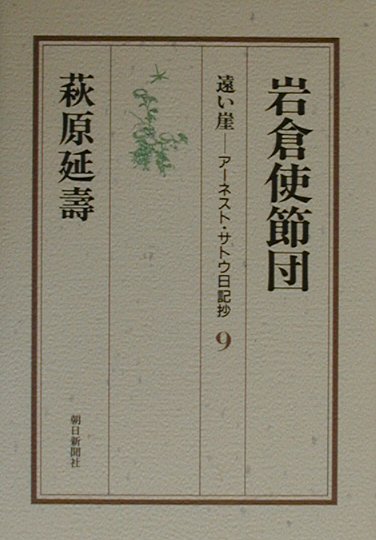 岩倉使節団
遠い崖─アーネスト・サトウ日記抄 9
萩原延壽
朝日新聞社